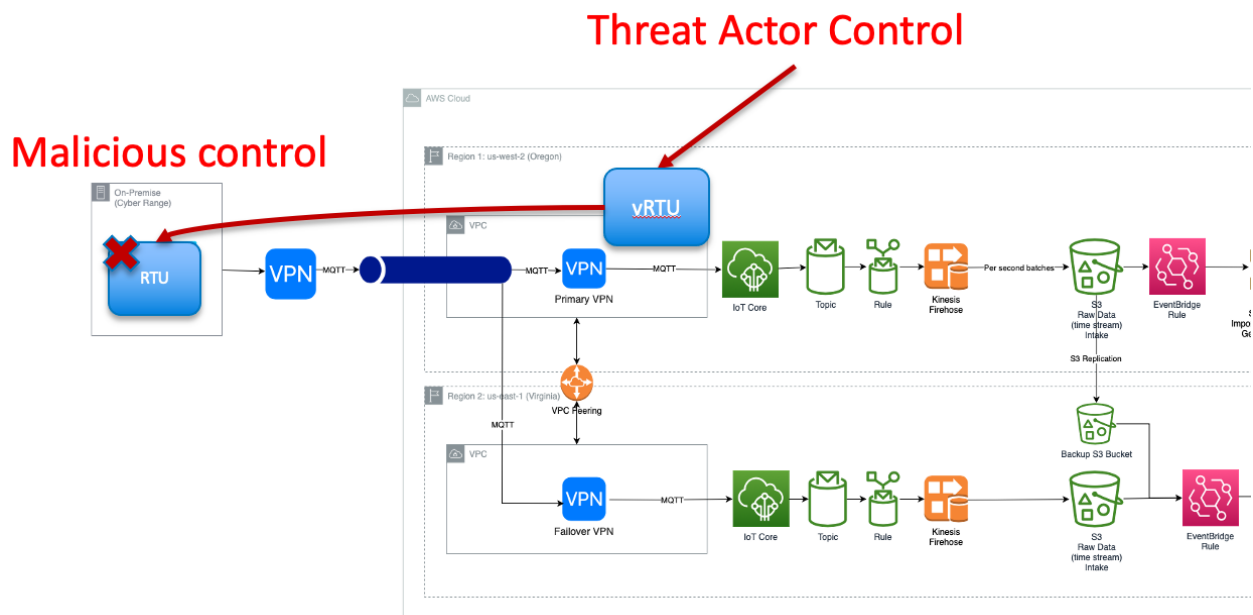 Threat Actor Control
Malicious control
AWS Cloud
Region 1: us-west-2 (Oregon)
On-Premise
(Cyber Range)
vRTU
VPC
RTU
VPN
MQTT
MQTT
VPN
MQTT
Primary VPN
IoT Core
Topic
Rule
Kinesis
Firehose
Per second batches
S3
Raw Data
(time stream)
Intake
EventBridge
Rule
S3 Replication
Region 2: us-east-1 (Virginia)
VPC Peering
MQTT
Backup S3 Bucket
VPC
VPN
MQTT
Failover VPN
IoT Core
Topic
Rule
Kinesis
Firehose
S3
Raw Data
(time stream)
Intake
EventBridge
Rule